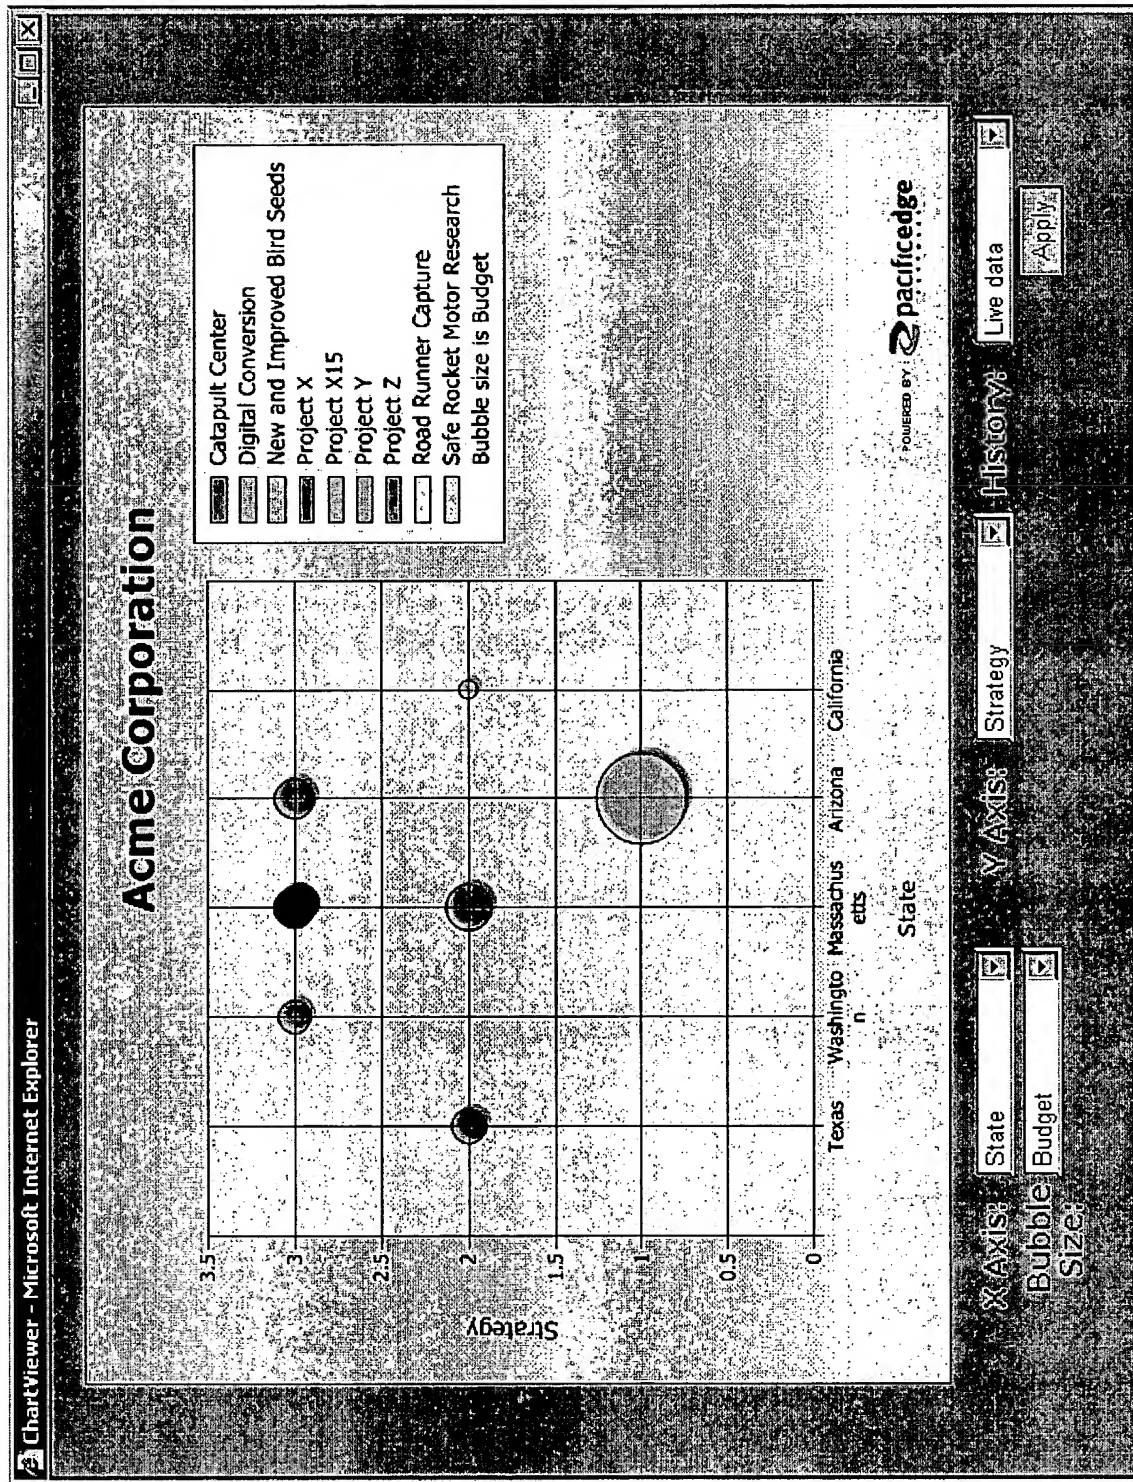 ChartViewer - Microsoft Internet Explorer
Acme Corporation
Catapult Center
Digital Conversion
New and Improved Bird Seeds
Project X
Project X15
Project Y
Project Z
Road Runner Capture
Safe Rocket Motor Research
Bubble size is Budget
Strategy
3.5
3
2.5
2
1.5
1
0.5
0
Texas Washingto Massachus Arizona California
n etts
State
POWERED BY pacificedge
X Axis: State Y Axis: Strategy History: Live data
Bubble Budget Apply
Size: